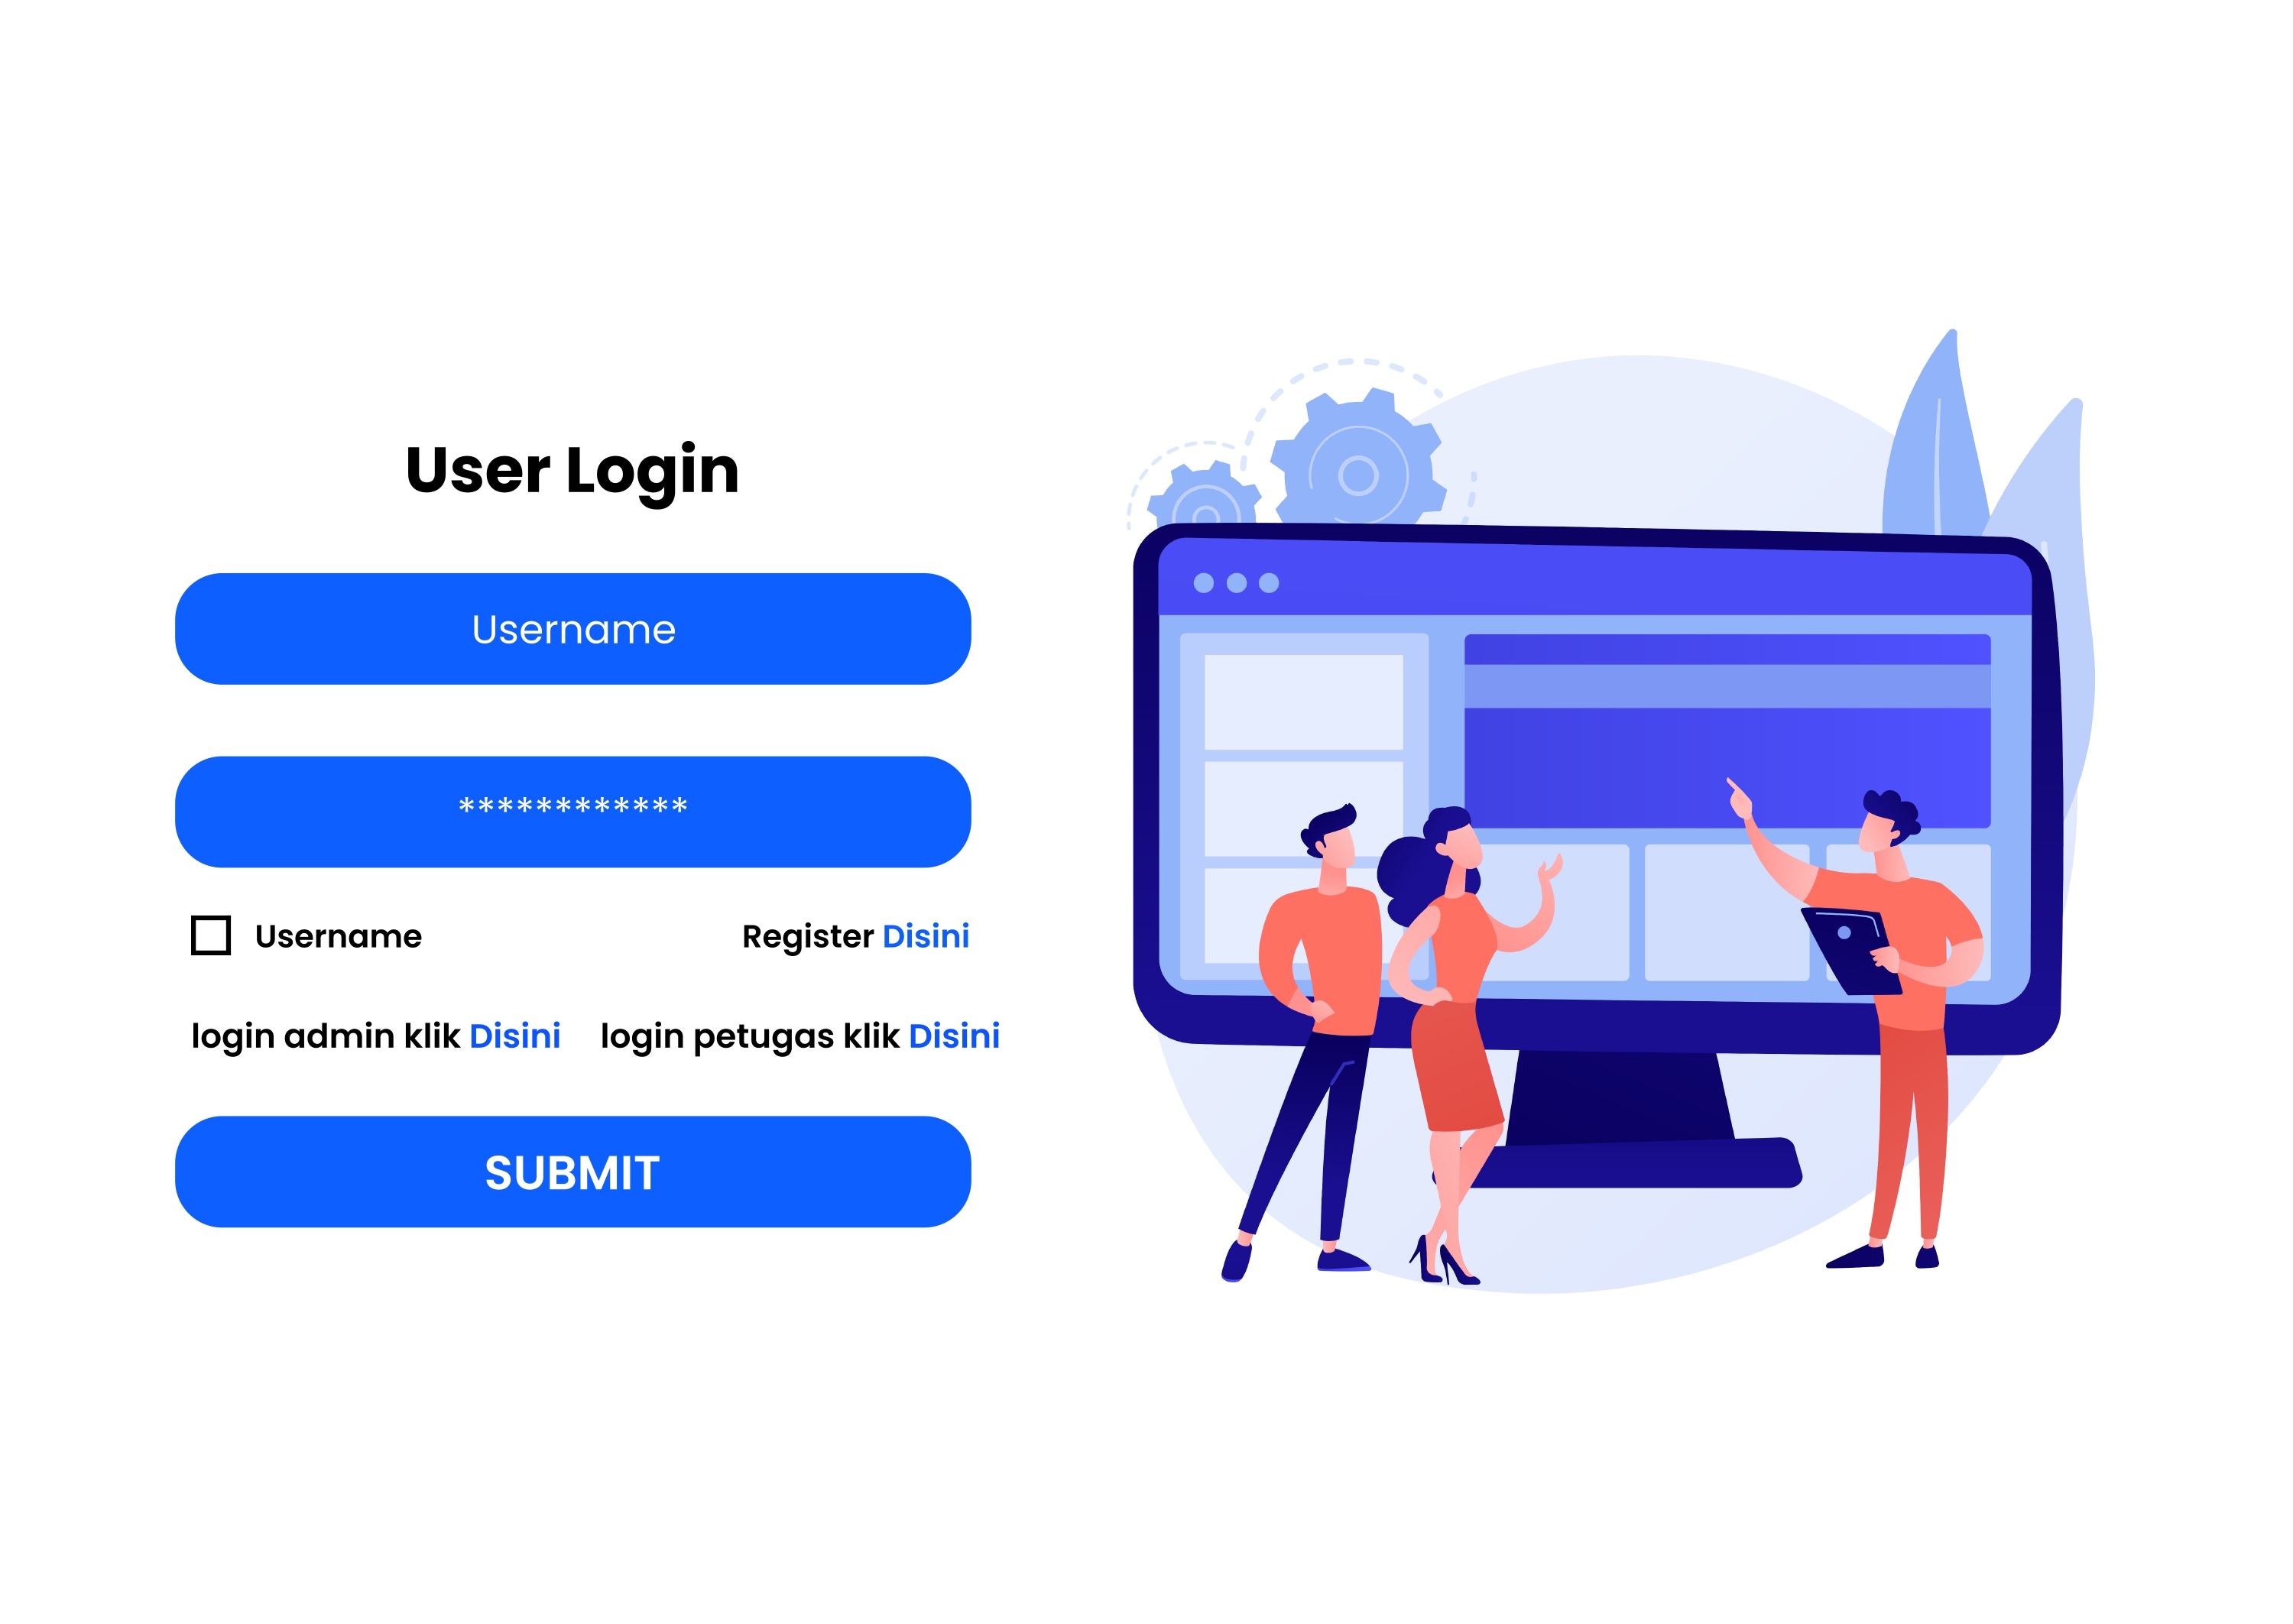 User Login
Username
************
Username Register Disini
login admin klik Disini login petugas klik Disini
SUBMIT